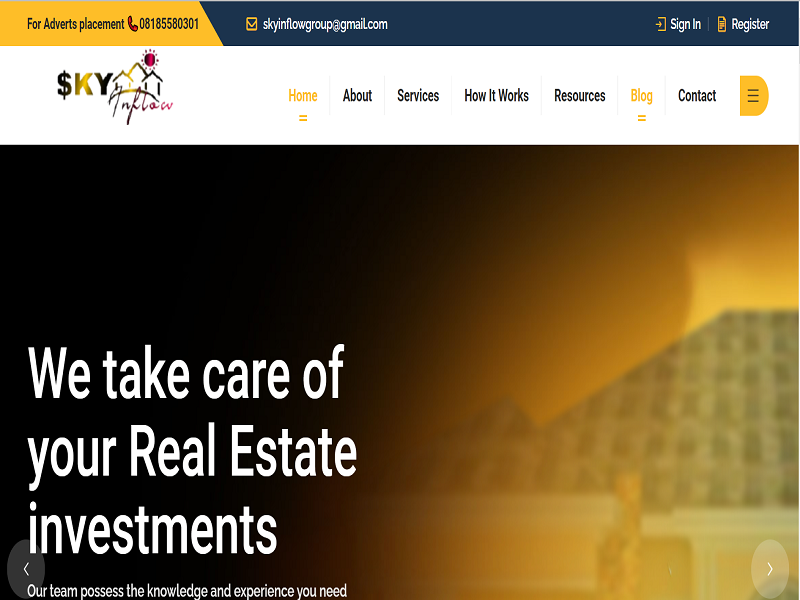 For Adverts placement 08185580301
skyinflowgroup@gmail.com
Sign In
Register
$KY
Inflow
Home
About
Services
How It Works
Resources
Blog
Contact
We take care of
your Real Estate
investments
Our team possess the knowledge and experience you need